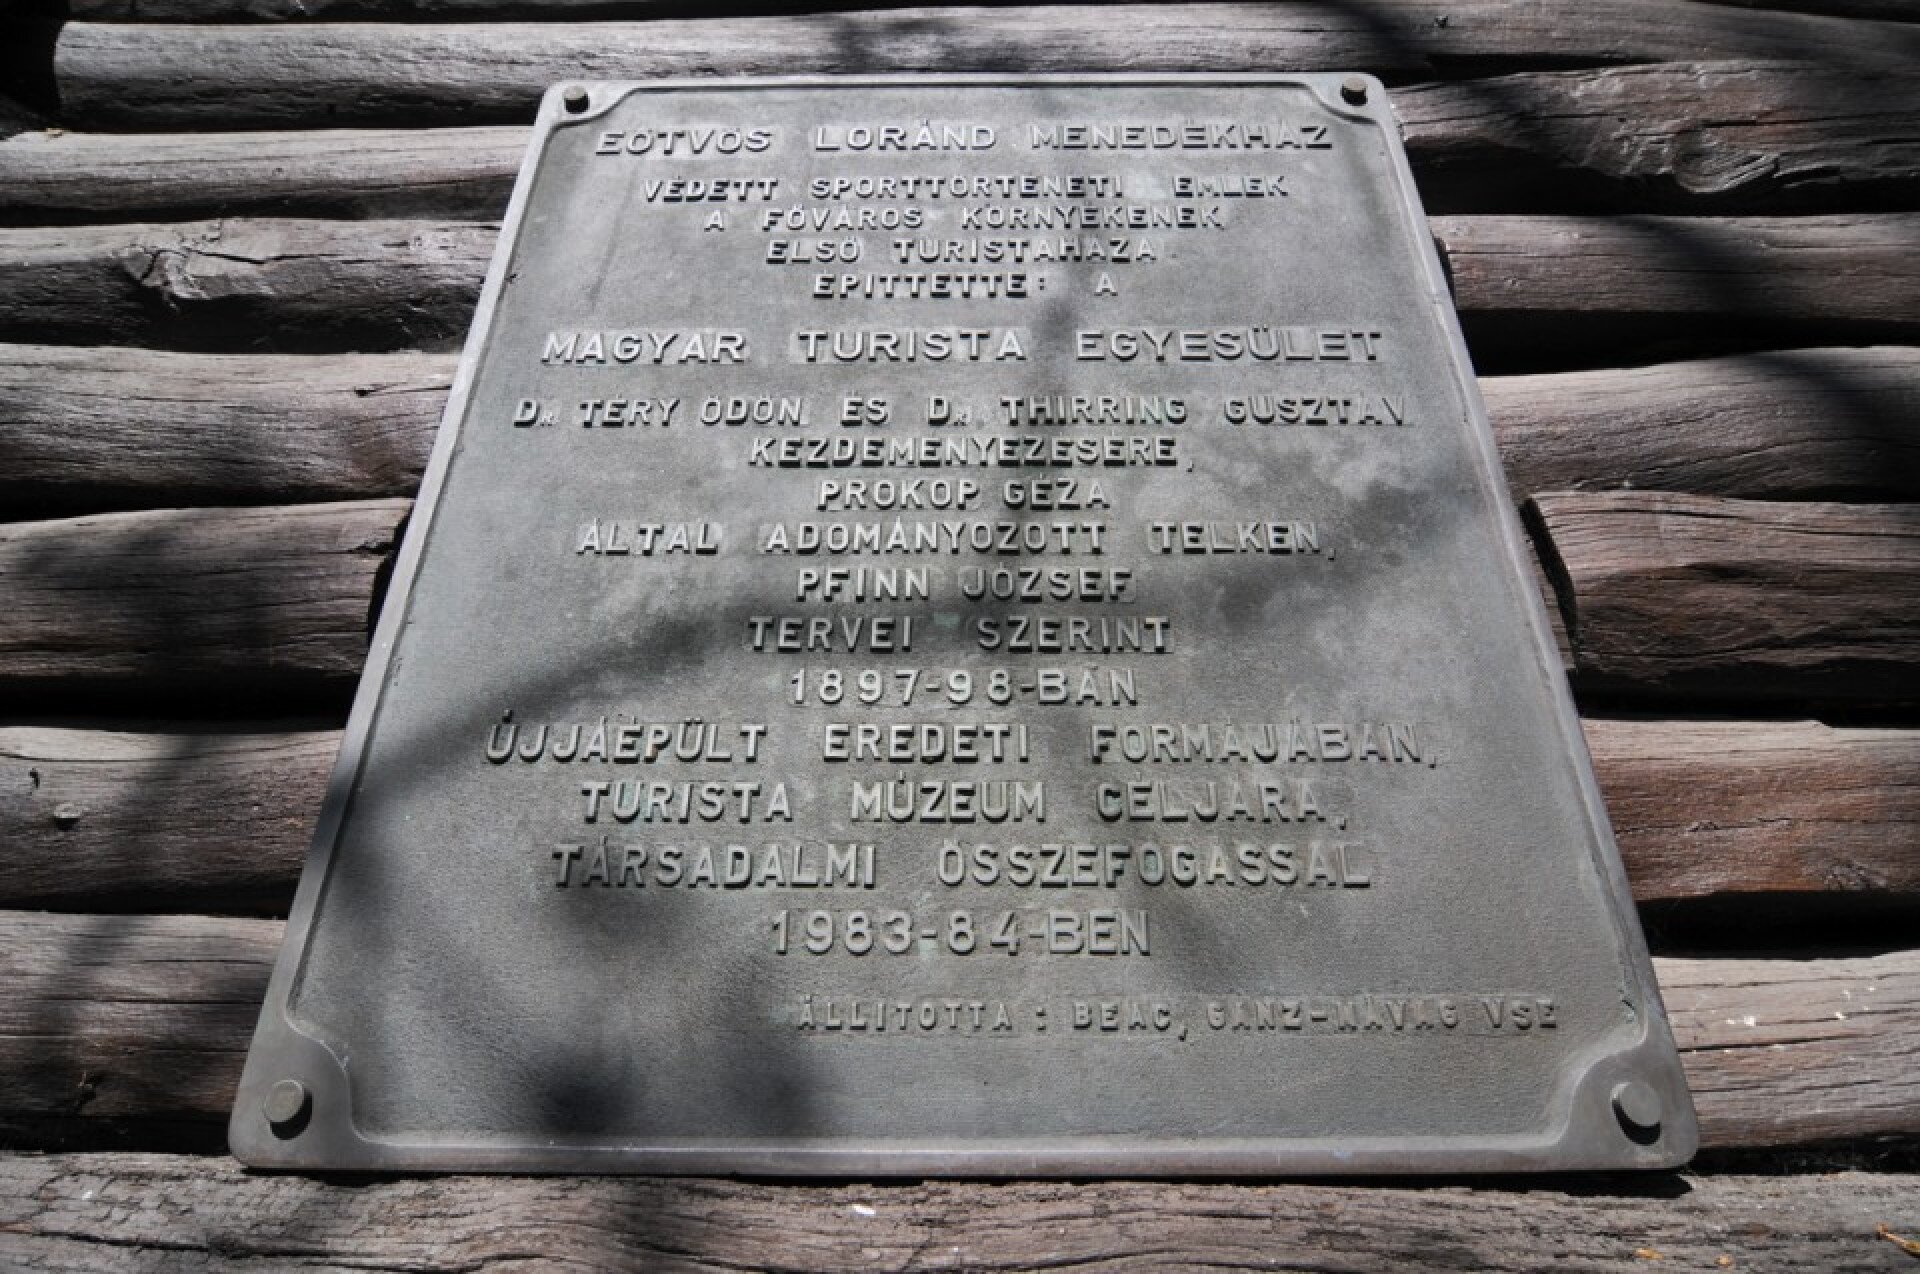 EÖTVÖS LORÁND MENEDÉKHÁZ
VÉDETT SPORTTÖRTÉNETI EMLÉK
A FŐVÁROS KÖRNYÉKÉNEK
ELSŐ TURISTAHÁZA
ÉPITTETTE: A
MAGYAR TURISTA EGYESÜLET
DR TÉRY ÖDÖN ÉS DR THIRRING GUSZTÁV
KEZDEMÉNYEZÉSÉRE,
PROKOP GÉZA
ÁLTAL ADOMÁNYOZOTT TELKEN,
PFINN JÓZSEF
TERVEI SZERINT
1897-98-BAN
ÚJJÁÉPÜLT EREDETI FORMÁJÁBAN,
TURISTA MÚZEUM CÉLJÁRA,
TÁRSADALMI ÖSSZEFOGÁSSAL
1983-84-BEN
ÁLLITOTTA : BEAC, GANZ-MÁVAG VSE